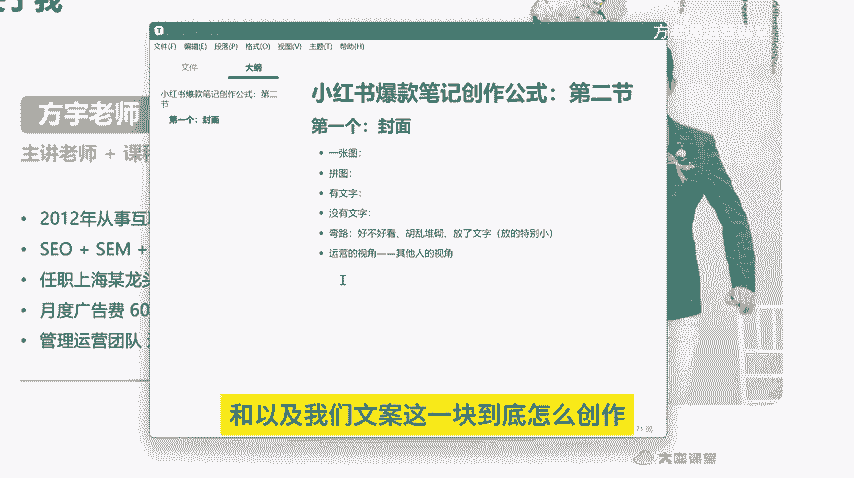 于我
方
文件(F) 编辑(E) 段落(P) 格式(O) 视图(V) 主题(T) 帮助(H)
文件 大纲
小红书爆款笔记创作公式：第二节
第一个：封面
小红书爆款笔记创作公式：第二节
第一个：封面
一张图：
拼图：
有文字：
没有文字：
弯路：好不好看、胡乱堆砌、放了文字（放的特别小）
运营的视角——其他人的视角
方宇老师
主讲老师 + 课程
2012年从事互联
SEO + SEM +
任职上海某龙头
月度广告费 60
管理运营团队
和以及我们文案这一块到底怎么创作